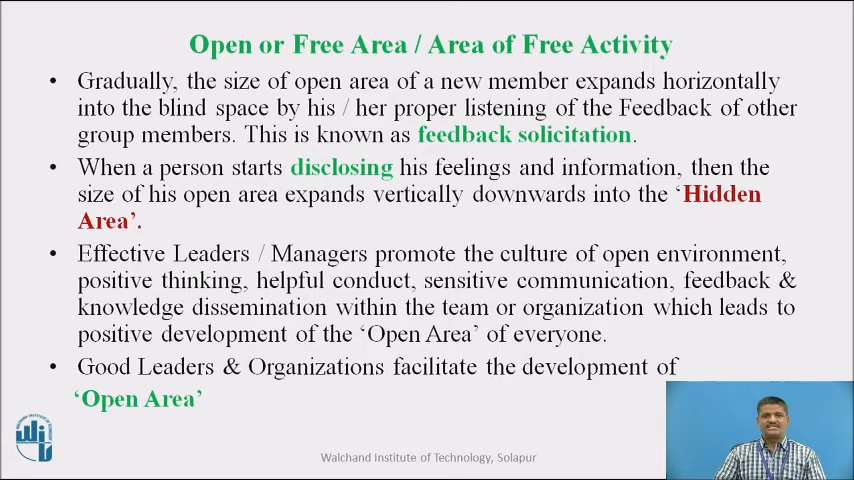 Open or Free Area / Area of Free Activity
• Gradually, the size of open area of a new member expands horizontally
into the blind space by his / her proper listening of the Feedback of other
group members. This is known as feedback solicitation.
• When a person starts disclosing his feelings and information, then the
size of his open area expands vertically downwards into the ‘Hidden
Area’.
• Effective Leaders / Managers promote the culture of open environment,
positive thinking, helpful conduct, sensitive communication, feedback &
knowledge dissemination within the team or organization which leads to
positive development of the ‘Open Area’ of everyone.
• Good Leaders & Organizations facilitate the development of
‘Open Area’
Walchand Institute of Technology, Solapur